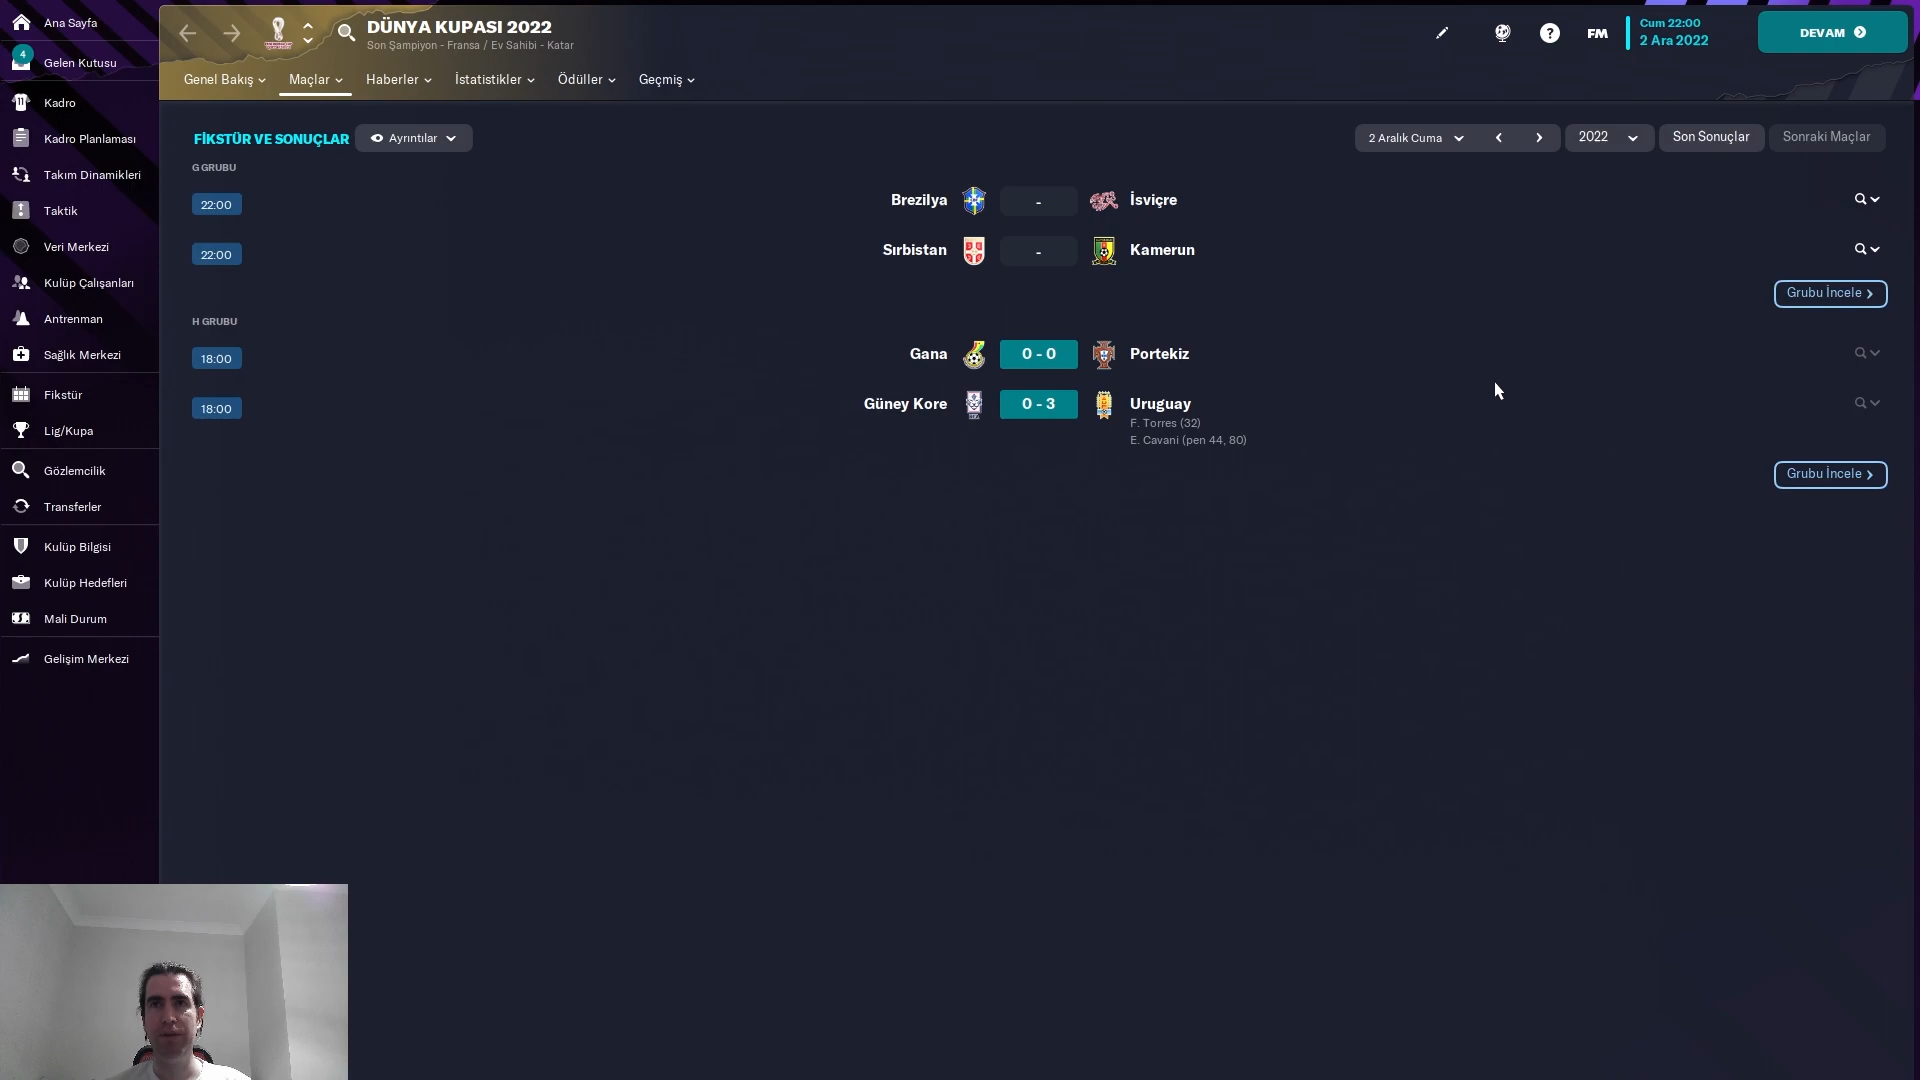 Ana Sayfa
4
Gelen Kutusu
Kadro
Kadro Planlaması
Takım Dinamikleri
Taktik
Veri Merkezi
Kulüp Çalışanları
Antrenman
Sağlık Merkezi
Fikstür
Lig/Kupa
Gözlemcilik
Transferler
Kulüp Bilgisi
Kulüp Hedefleri
Mali Durum
Gelişim Merkezi
DÜNYA KUPASI 2022
Son Şampiyon - Fransa / Ev Sahibi - Katar
FM
Cum 22:00
2 Ara 2022
DEVAM
Genel Bakış Maçlar Haberler İstatistikler Ödüller Geçmiş
FİKSTÜR VE SONUÇLAR Ayrıntılar 2 Aralık Cuma 2022 Son Sonuçlar Sonraki Maçlar
G GRUBU
22:00 Brezilya - İsviçre
22:00 Sırbistan - Kamerun
Grubu İncele
H GRUBU
18:00 Gana 0 - 0 Portekiz
18:00 Güney Kore 0 - 3 Uruguay
F. Torres (32)
E. Cavani (pen 44, 80)
Grubu İncele